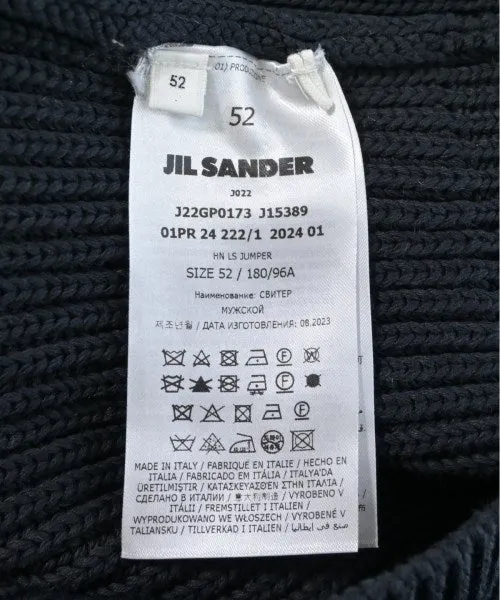 52
01) PRODU
52
JIL SANDER
J022
J22GP0173 J15389
01PR 24 222/1 2024 01
HN LS JUMPER
SIZE 52 / 180/96A
Наименование: СВИТЕР
МУЖСКОЙ
제조년월 / ДАТА ИЗГОТОВЛЕНИЯ: 08.2023
MADE IN ITALY / FABRIQUÉ EN ITALIE / HECHO EN
ITALIA / FABRICADO EM ITÁLIA / ITALYA'DA
ÜRETILMIŞTIR / ΚΑΤΑΣΚΕΥΑΣΘΕΝ ΣΤΗΝ ΙΤΑΛΙΑ /
СДЕЛАНО В ИТАЛИИ / 意大利制造 / VYROBENO V
ITÁLII / FREMSTILLET I ITALIEN /
WYPRODUKOWANO WE WŁOSZECH / VYROBENÉ V
TALIANSKU / TILLVERKAD I ITALIEN / صنع في إيطاليا